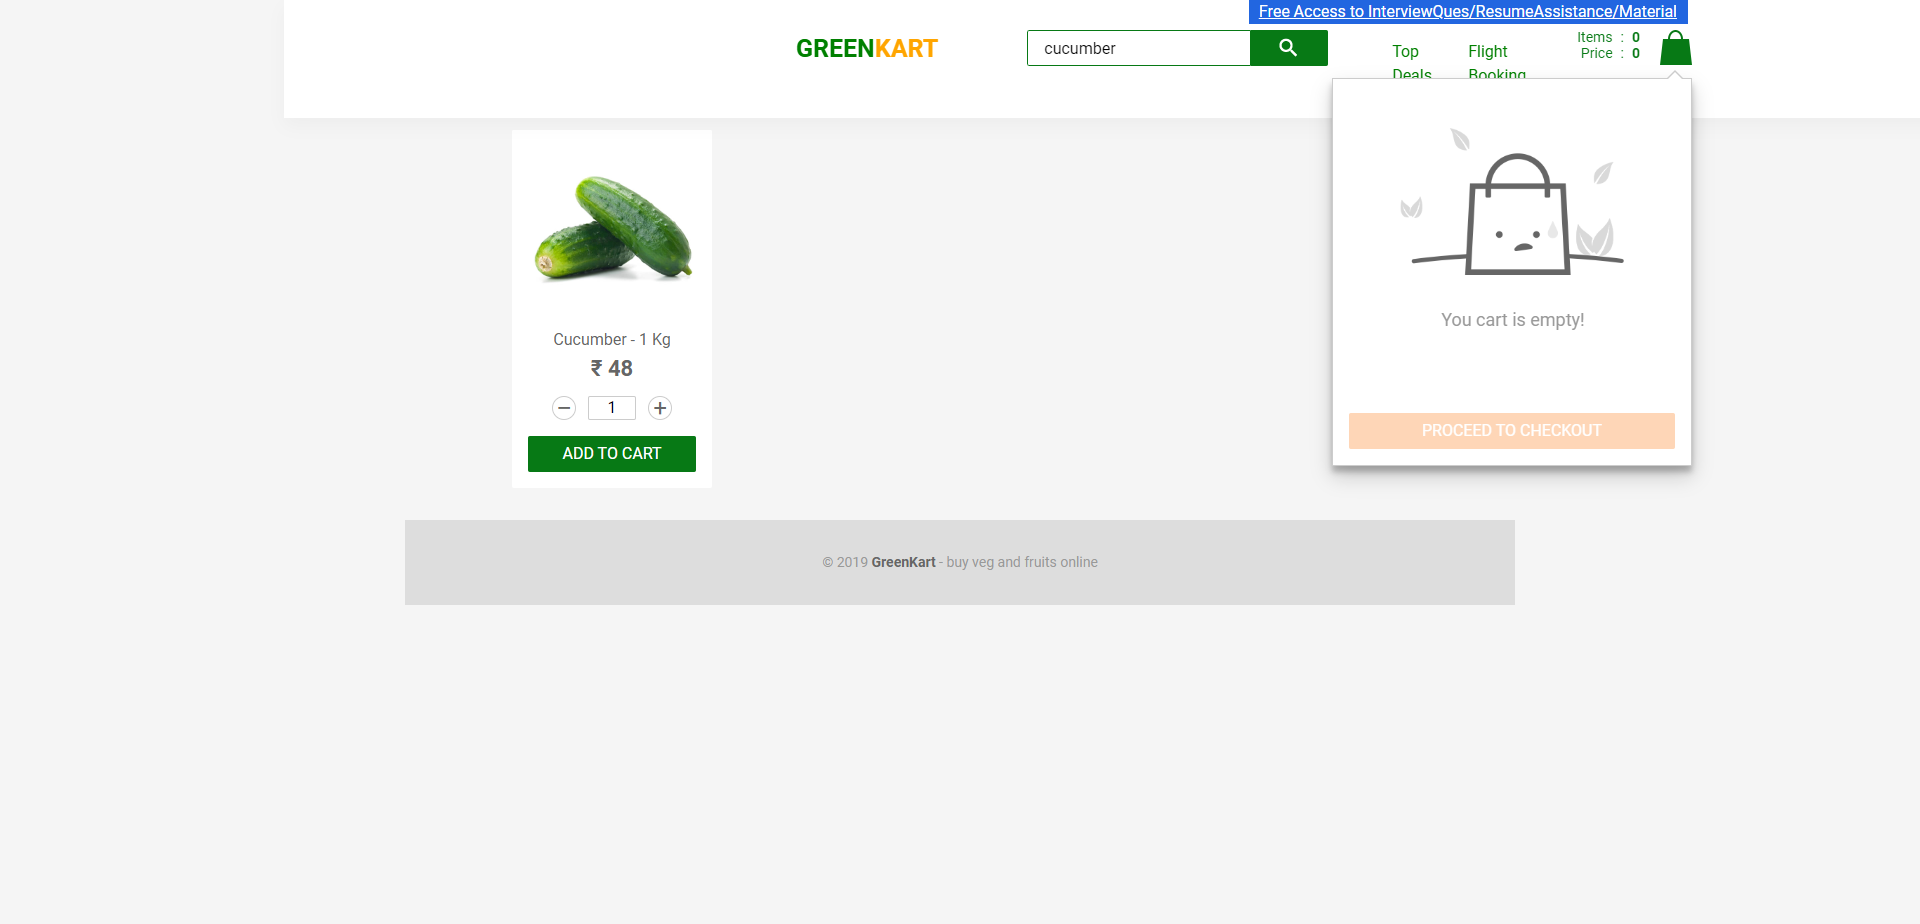 Free Access to InterviewQues/ResumeAssistance/Material
GREENKART
cucumber
Top
Deals
Flight
Booking
Items : 0
Price : 0
You cart is empty!
PROCEED TO CHECKOUT
Cucumber - 1 Kg
₹ 48
− 1 +
ADD TO CART
© 2019 GreenKart - buy veg and fruits online